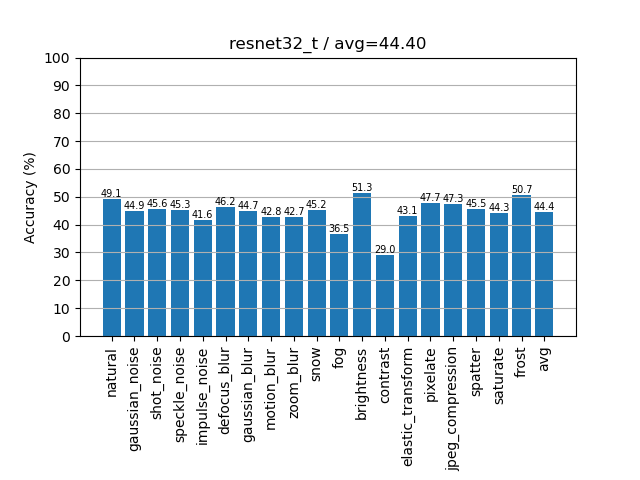 resnet32_t / avg=44.40
Accuracy (%)
100
90
80
70
60
50
40
30
20
10
0
49.1
44.9
45.6
45.3
41.6
46.2
44.7
42.8
42.7
45.2
36.5
51.3
29.0
43.1
47.7
47.3
45.5
44.3
50.7
44.4
natural
gaussian_noise
shot_noise
speckle_noise
impulse_noise
defocus_blur
gaussian_blur
motion_blur
zoom_blur
snow
fog
brightness
contrast
elastic_transform
pixelate
jpeg_compression
spatter
saturate
frost
avg